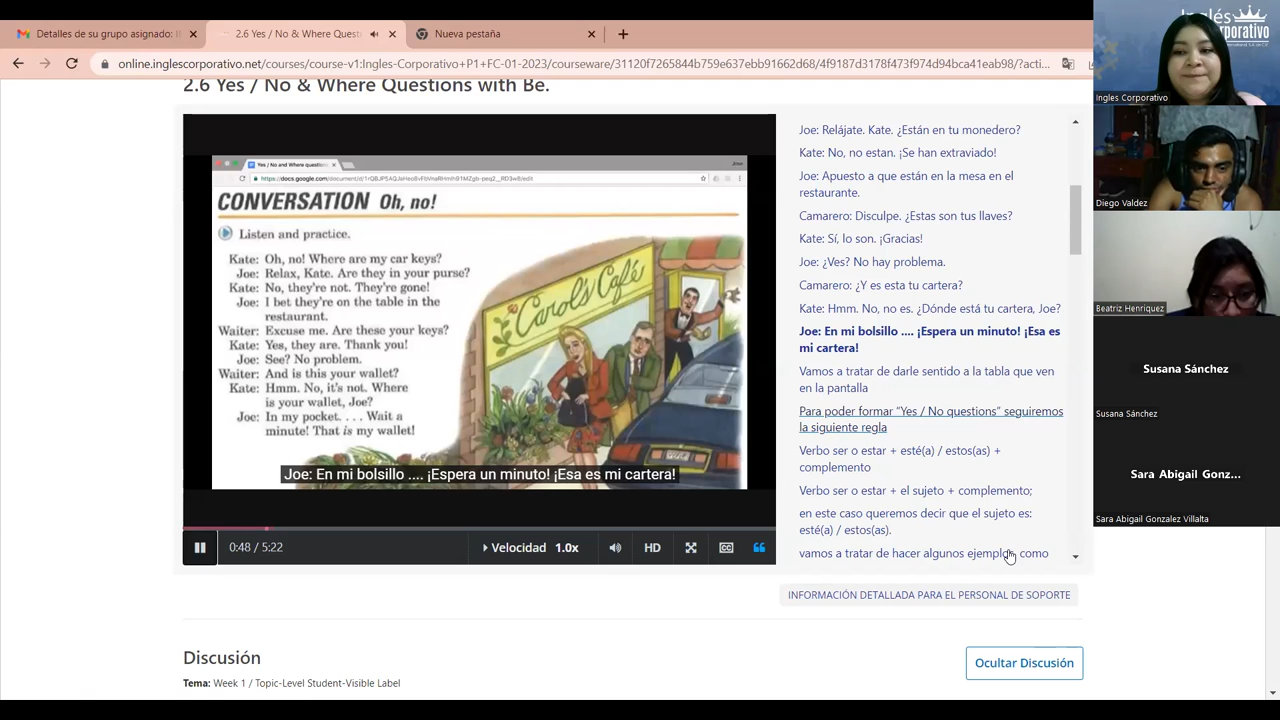 Detalles de su grupo asignado: I
2.6 Yes / No & Where Quest
Nueva pestaña
online.inglescorporativo.net/courses/course-v1:Ingles-Corporativo+P1+FC-01-2023/courseware/31120f7265844b759e637ebb91662d68/4f9187d3178f473f974d94bca41eab98/?acti...
2.6 Yes / No & Where Questions with Be.
Yes / No and Where question
CONVERSATION Oh, no!
Listen and practice.
Kate: Oh, no! Where are my car keys?
Joe: Relax, Kate. Are they in your purse?
Kate: No, they're not. They're gone!
Joe: I bet they're on the table in the
restaurant.
Waiter: Excuse me. Are these your keys?
Kate: Yes, they are. Thank you!
Joe: See? No problem.
Waiter: And is this your wallet?
Kate: Hmm. No, it's not. Where
is your wallet, Joe?
Joe: In my pocket. . . . Wait a
minute! That is my wallet!
Carol's Café
Joe: En mi bolsillo .... ¡Espera un minuto! ¡Esa es mi cartera!
0:48 / 5:22
Velocidad 1.0x
HD
CC
Joe: Relájate. Kate. ¿Están en tu monedero?
Kate: No, no estan. ¡Se han extraviado!
Joe: Apuesto a que están en la mesa en el
restaurante.
Camarero: Disculpe. ¿Estas son tus llaves?
Kate: Sí, lo son. ¡Gracias!
Joe: ¿Ves? No hay problema.
Camarero: ¿Y es esta tu cartera?
Kate: Hmm. No, no es. ¿Dónde está tu cartera, Joe?
Joe: En mi bolsillo .... ¡Espera un minuto! ¡Esa es
mi cartera!
Vamos a tratar de darle sentido a la tabla que ven
en la pantalla
Para poder formar “Yes / No questions” seguiremos
la siguiente regla
Verbo ser o estar + esté(a) / estos(as) +
complemento
Verbo ser o estar + el sujeto + complemento;
en este caso queremos decir que el sujeto es:
esté(a) / estos(as).
vamos a tratar de hacer algunos ejemplos como
INFORMACIÓN DETALLADA PARA EL PERSONAL DE SOPORTE
Discusión
Ocultar Discusión
Tema: Week 1 / Topic-Level Student-Visible Label
Inglés
Corporativo
Ingles Corporativo
Diego Valdez
Beatriz Henriquez
Susana Sánchez
Susana Sánchez
Sara Abigail Gonz...
Sara Abigail Gonzalez Villalta